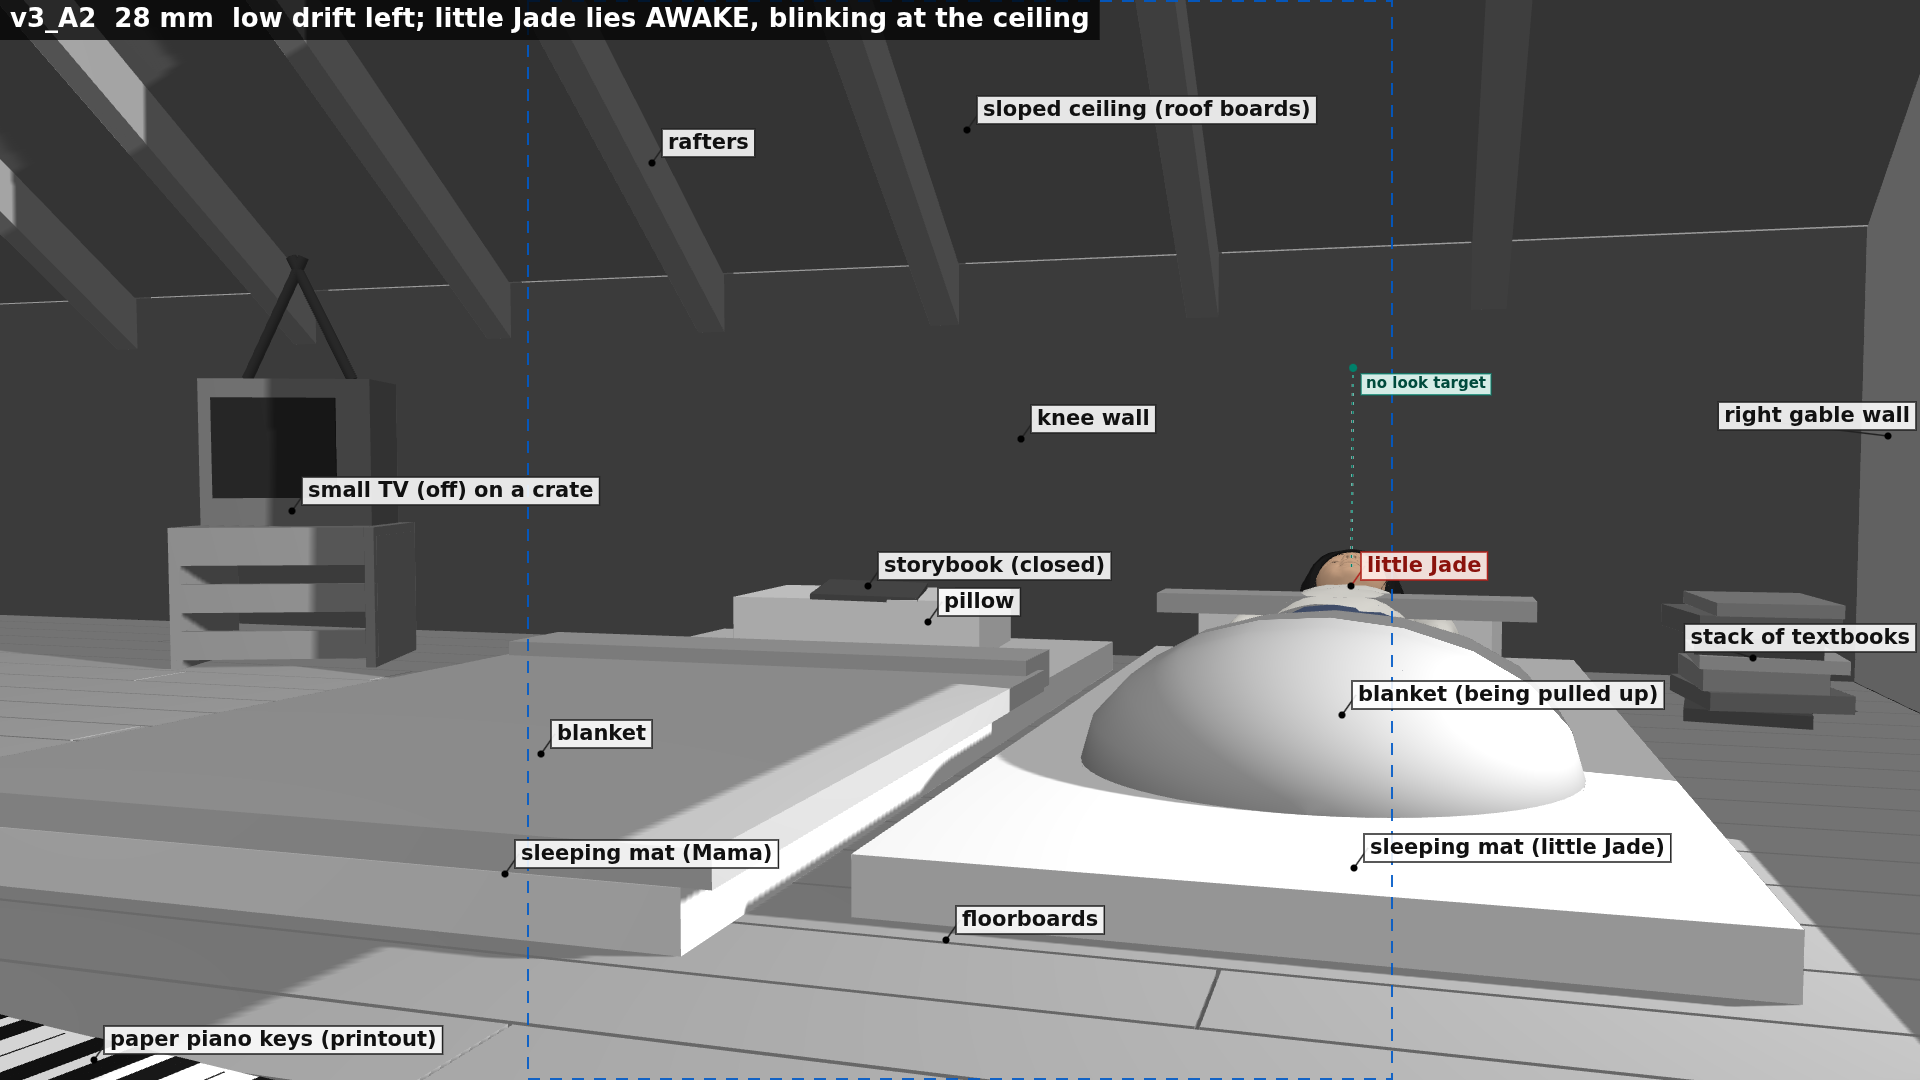 v3_A2  28 mm  low drift left; little Jade lies AWAKE, blinking at the ceiling
sloped ceiling (roof boards)
rafters
no look target
knee wall
right gable wall
small TV (off) on a crate
storybook (closed)
little Jade
pillow
stack of textbooks
blanket (being pulled up)
blanket
sleeping mat (Mama)
sleeping mat (little Jade)
floorboards
paper piano keys (printout)